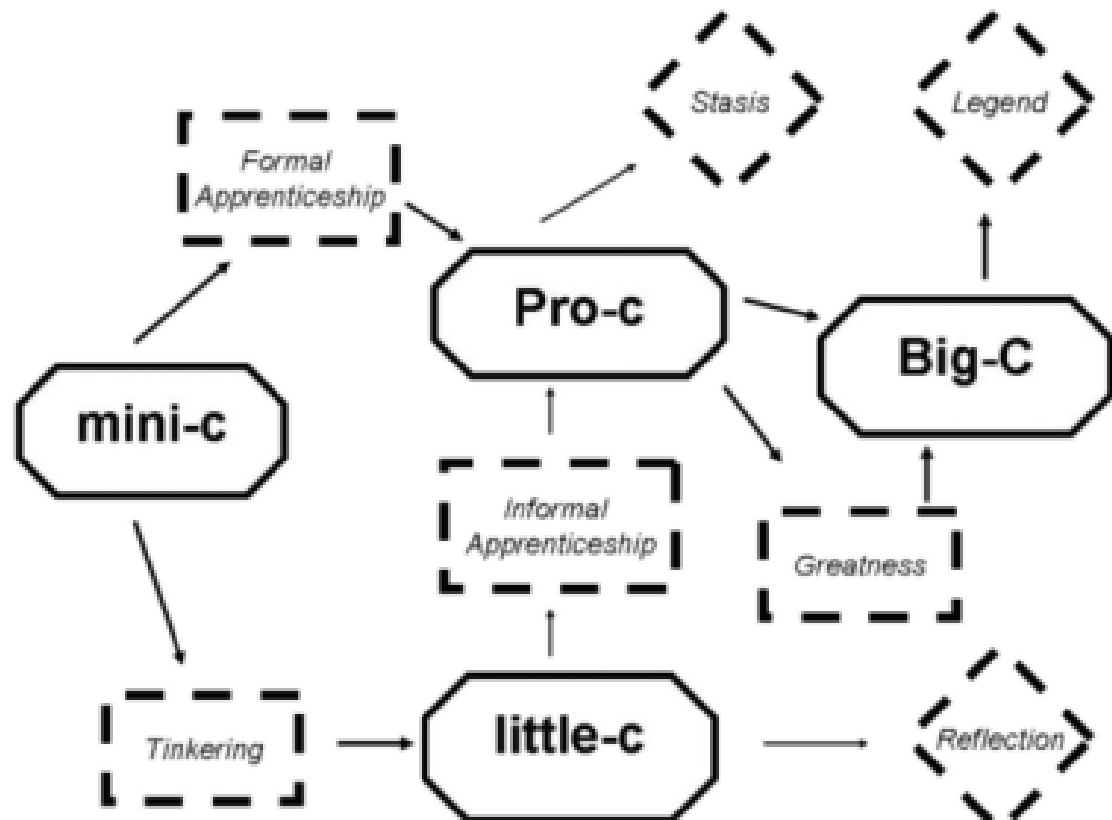 Stasis
Legend
Formal
Apprenticeship
Pro-c
Big-C
mini-c
Informal
Apprenticeship
Greatness
little-c
Reflection
Tinkering